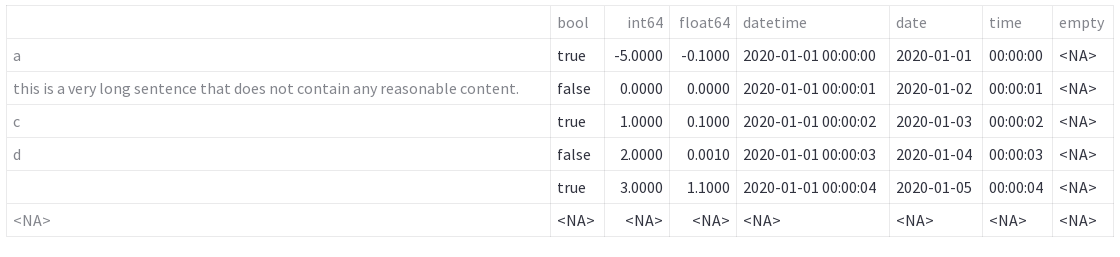 bool int64 float64 datetime date time empty
a true -5.0000 -0.1000 2020-01-01 00:00:00 2020-01-01 00:00:00 <NA>
this is a very long sentence that does not contain any reasonable content. false 0.0000 0.0000 2020-01-01 00:00:01 2020-01-02 00:00:01 <NA>
c true 1.0000 0.1000 2020-01-01 00:00:02 2020-01-03 00:00:02 <NA>
d false 2.0000 0.0010 2020-01-01 00:00:03 2020-01-04 00:00:03 <NA>
true 3.0000 1.1000 2020-01-01 00:00:04 2020-01-05 00:00:04 <NA>
<NA> <NA> <NA> <NA> <NA> <NA> <NA> <NA>